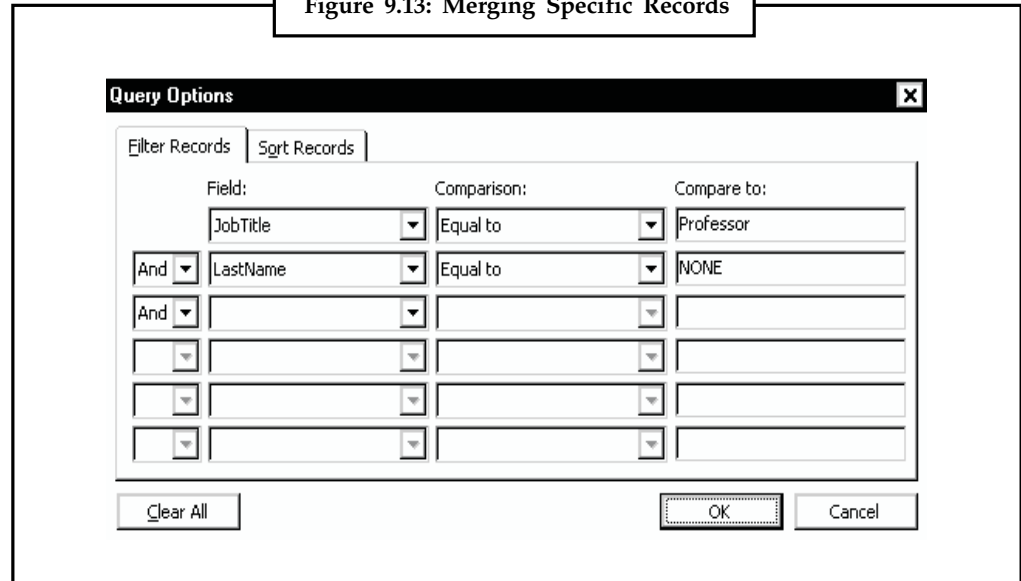 Figure 9.13: Merging Specific Records
Query Options
Filter Records Sort Records
Field: Comparison: Compare to:
JobTitle Equal to Professor
And LastName Equal to NONE
And
Clear All OK Cancel